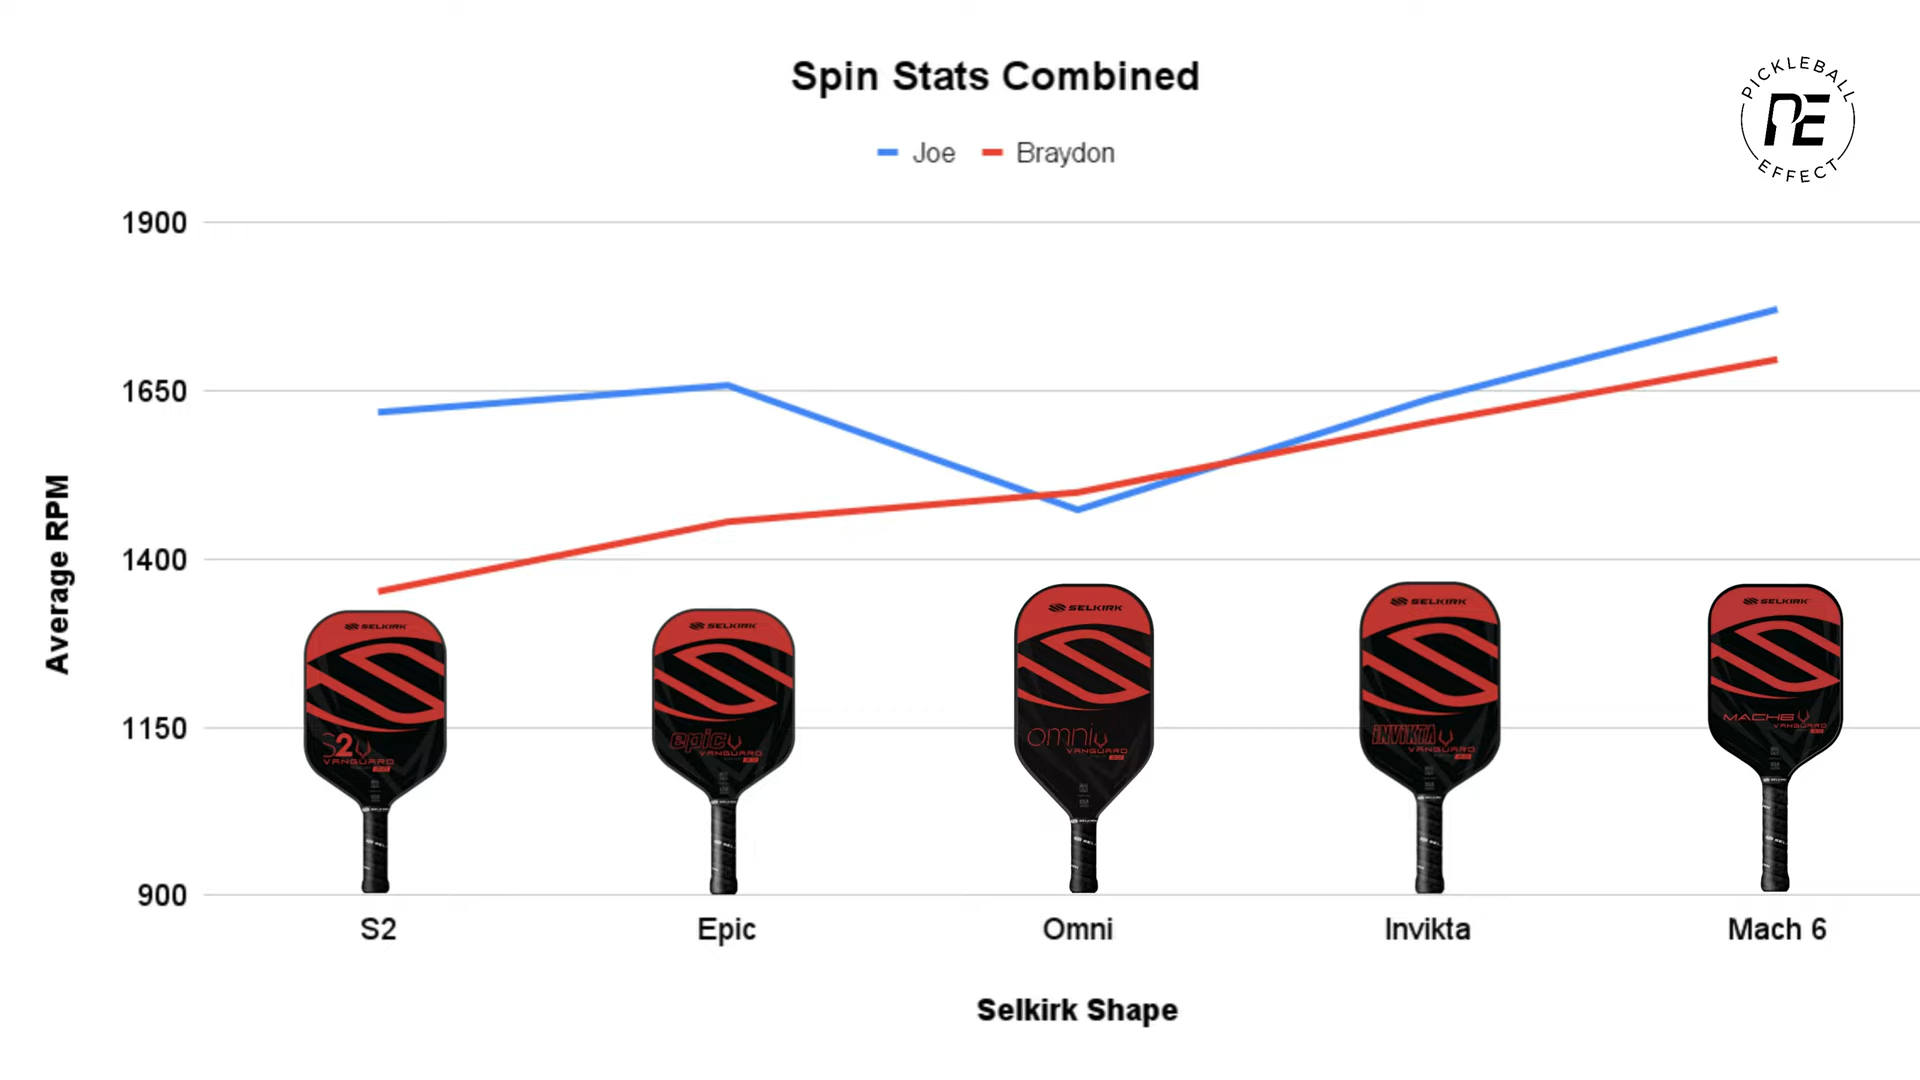 Spin Stats Combined
PICKLEBALL
PE
EFFECT
Joe Braydon
1900
1650
1400
1150
900
Average RPM
SELKIRK
S2
VANGUARD
SELKIRK
epic
VANGUARD
SELKIRK
omni
VANGUARD
SELKIRK
INVIKTA
VANGUARD
SELKIRK
MACH6
VANGUARD
S2 Epic Omni Invikta Mach 6
Selkirk Shape